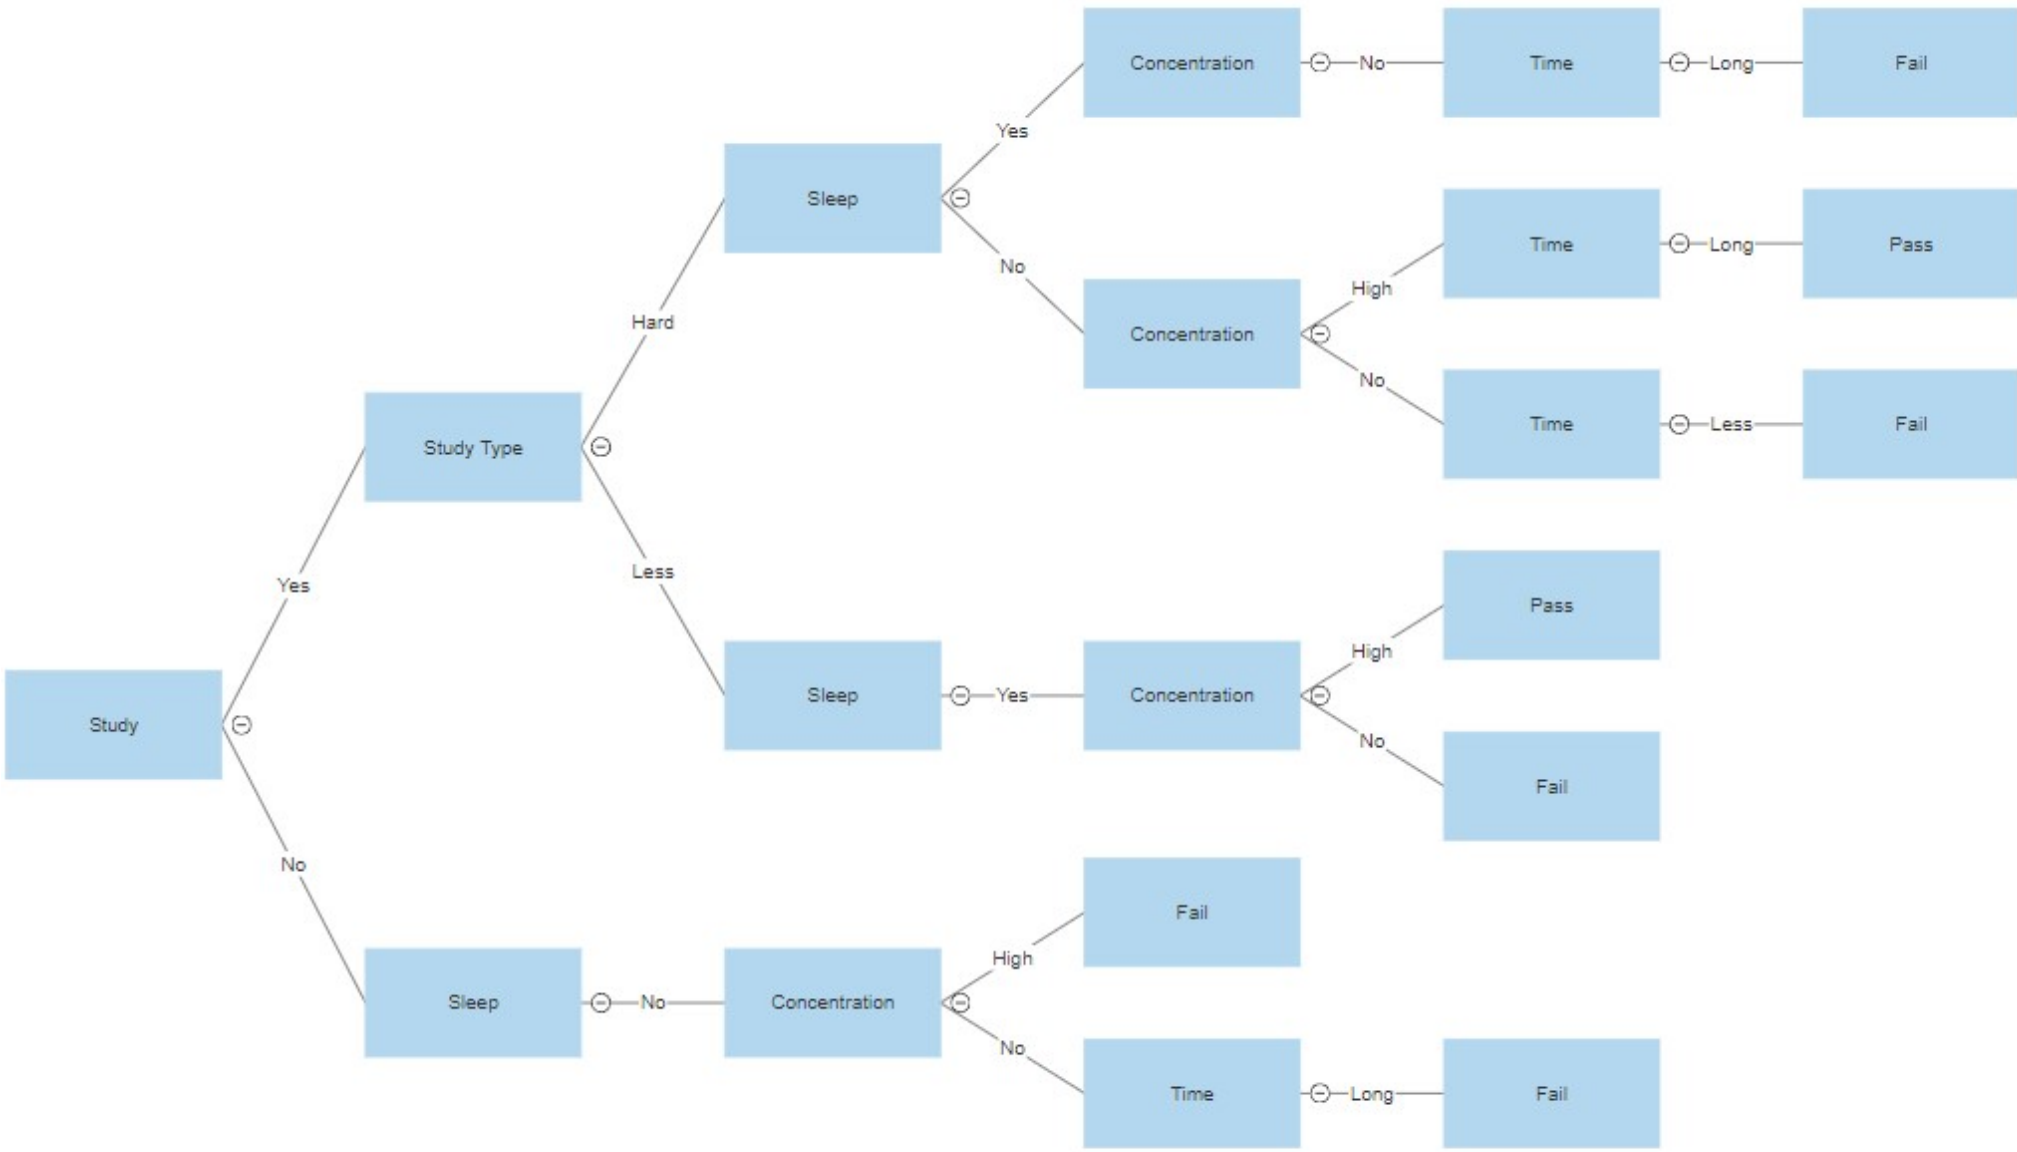 Concentration
No
Time
Long
Fail
Yes
Sleep
Time
Long
Pass
No
High
Hard
Concentration
No
Time
Less
Fail
Study Type
Less
Pass
Yes
High
Sleep
Yes
Concentration
Study
No
Fail
No
Fail
High
Sleep
No
Concentration
No
Time
Long
Fail